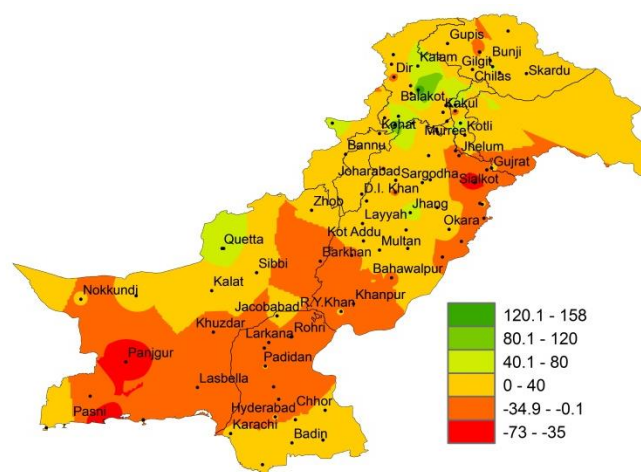 Gupis
Kalam
Bunji
Dir
Gilgit
Chilas
Skardu
Balakot
Kakul
Kohat
Murree
Kotli
Bannu
Jhelum
Gujrat
Joharabad
Sargodha
Sialkot
D.I. Khan
Zhob
Layyah
Jhang
Okara
Kot Addu
Quetta
Multan
Barkhan
Sibbi
Bahawalpur
Nokkundi
Kalat
Jacobabad
R.Y.Khan
Khanpur
Khuzdar
Larkana
Rohri
Panjgur
Padidan
Lasbella
Pasni
Hyderabad
Chhor
Karachi
Badin
120.1 - 158
80.1 - 120
40.1 - 80
0 - 40
-34.9 - -0.1
-73 - -35